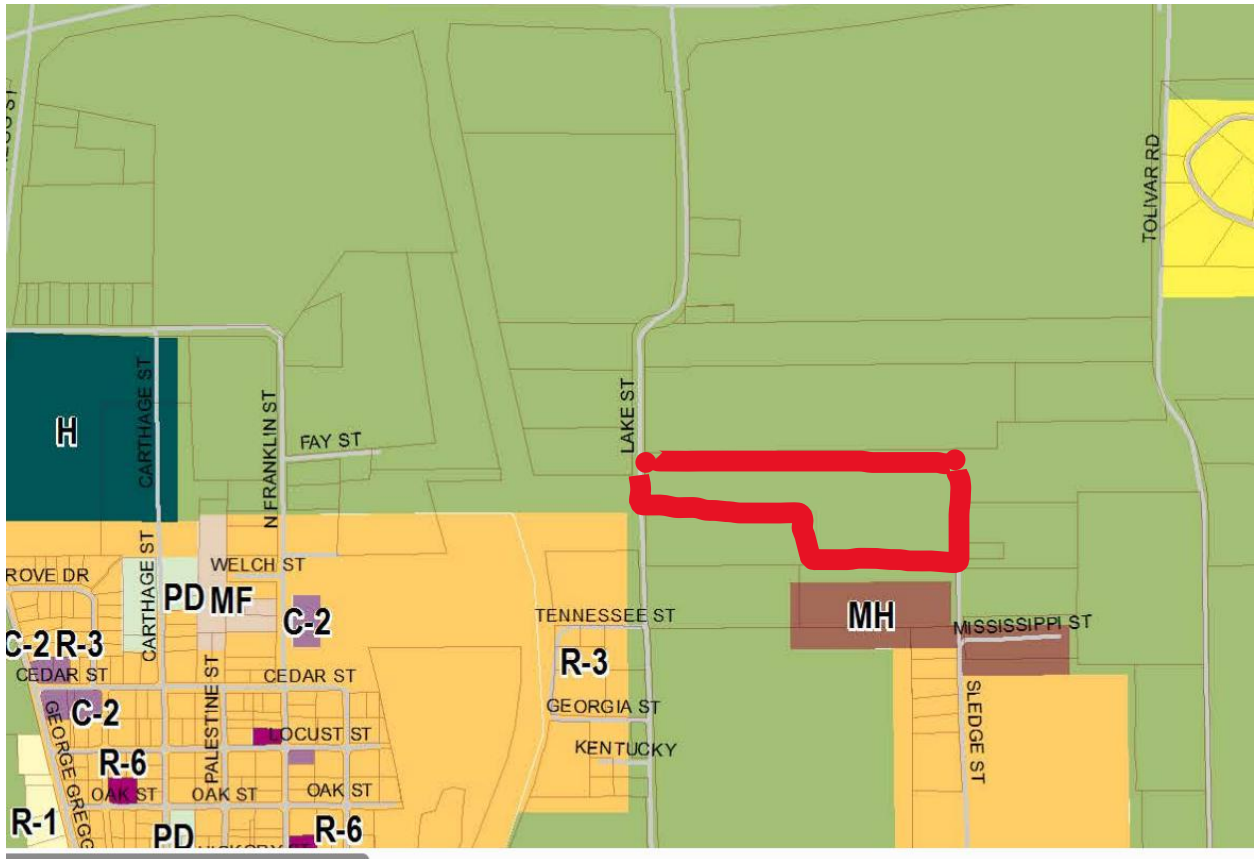 TOLIVAR RD
CARTHAGE ST
N FRANKLIN ST
LAKE ST
H
FAY ST
CARTHAGE ST
WELCH ST
ROVE DR
PD
MF
C-2
TENNESSEE ST
MH
MISSISSIPPI ST
C-2
R-3
R-3
CEDAR ST
CEDAR ST
PALESTINE ST
GEORGIA ST
SLEDGE ST
C-2
GEORGE GREGG
LOCUST ST
KENTUCKY
R-6
OAK ST
OAK ST
OAK ST
R-1
PD
R-6